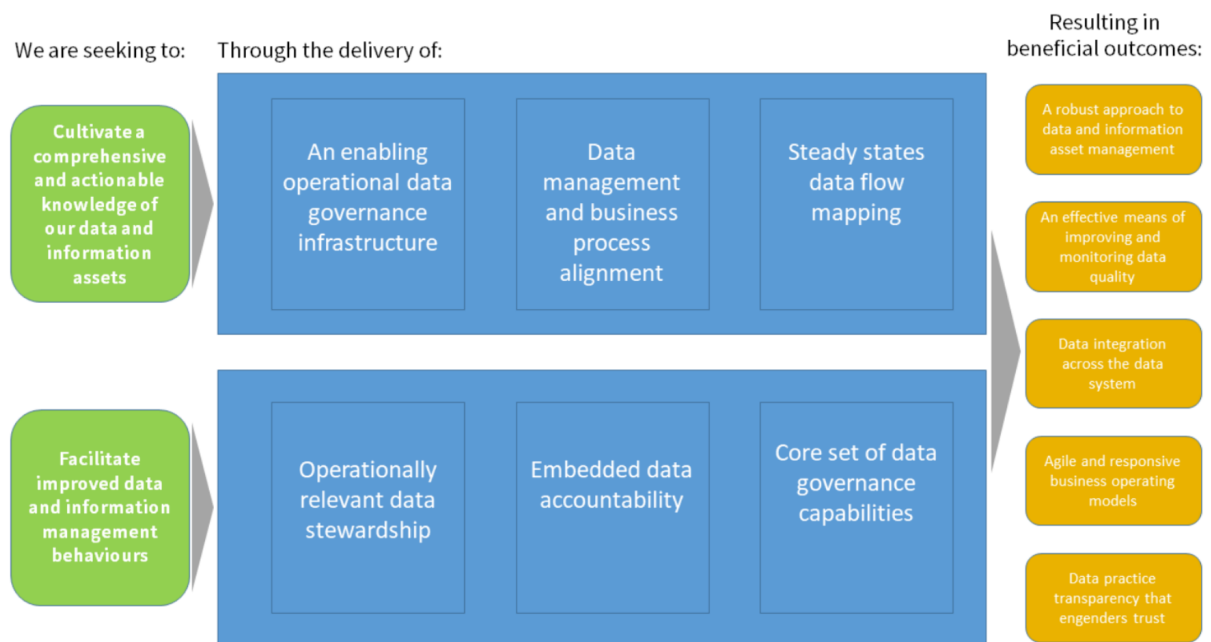 We are seeking to:
Through the delivery of:
Resulting in
beneficial outcomes:
Cultivate a
comprehensive
and actionable
knowledge of
our data and
information
assets
An enabling
operational data
governance
infrastructure
Data
management
and business
process
alignment
Steady states
data flow
mapping
Facilitate
improved data
and information
management
behaviours
Operationally
relevant data
stewardship
Embedded data
accountability
Core set of data
governance
capabilities
A robust approach to
data and information
asset management
An effective means of
improving and
monitoring data
quality
Data integration
across the data
system
Agile and responsive
business operating
models
Data practice
transparency that
engenders trust